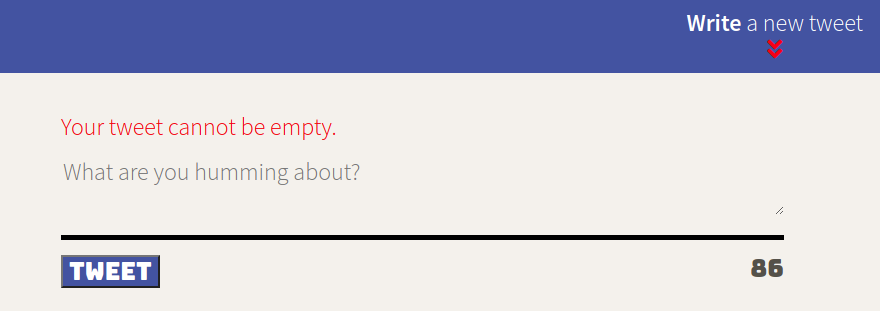 Write a new tweet
Your tweet cannot be empty.
What are you humming about?
TWEET
86